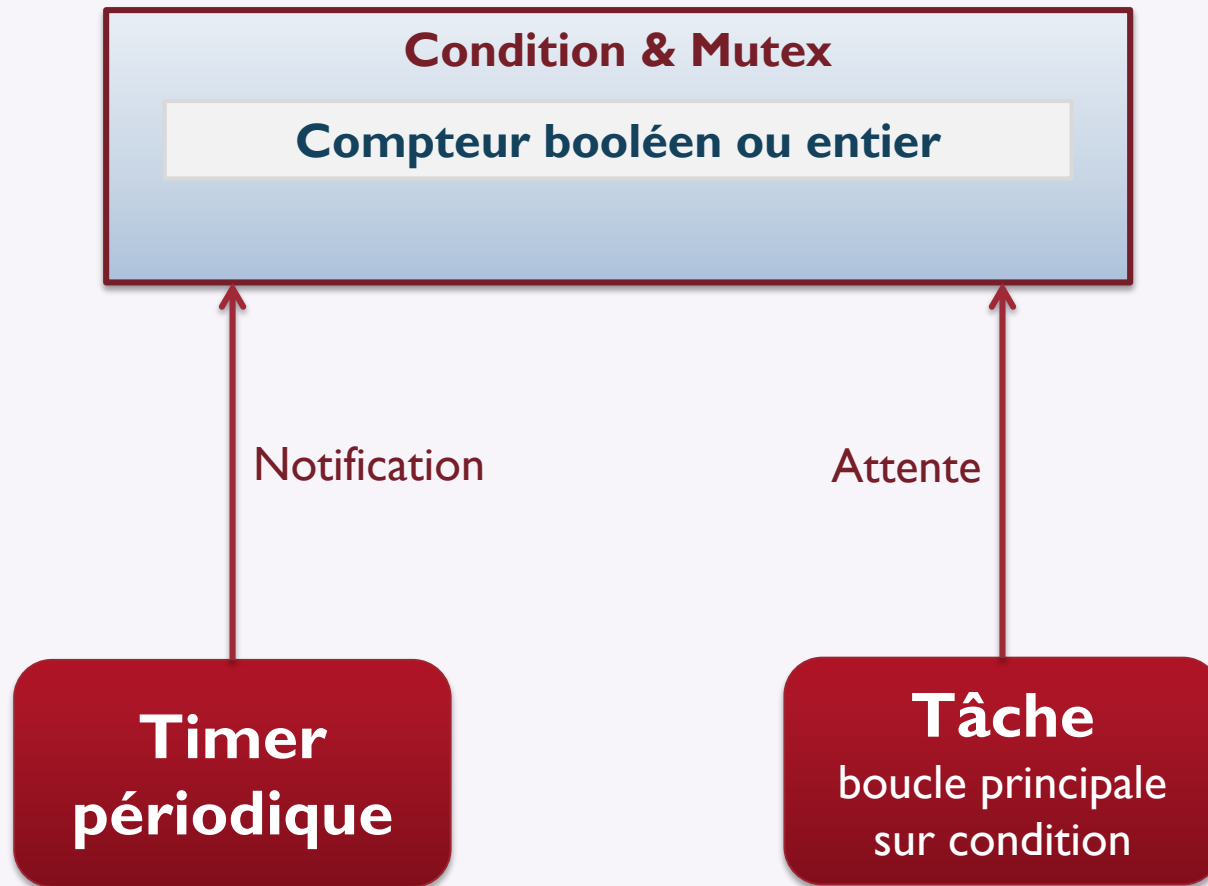 Condition & Mutex
Compteur booléen ou entier
Notification
Attente
Timer
périodique
Tâche
boucle principale
sur condition